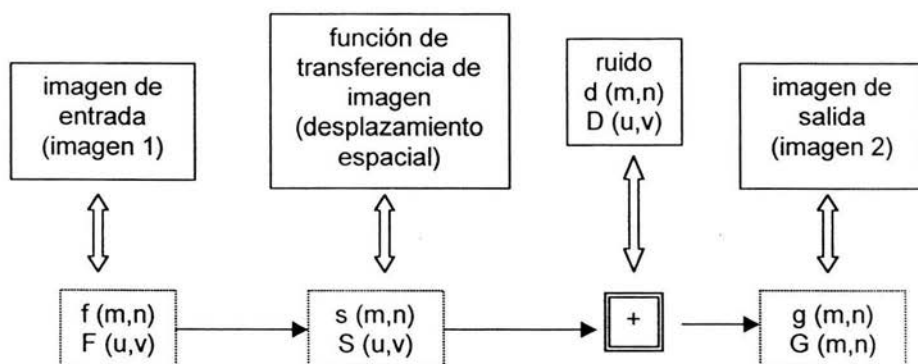 imagen de
entrada
(imagen 1)
función de
transferencia de
imagen
(desplazamiento
espacial)
ruido
d (m,n)
D (u,v)
imagen de
salida
(imagen 2)
f (m,n)
F (u,v)
s (m,n)
S (u,v)
+
g (m,n)
G (m,n)